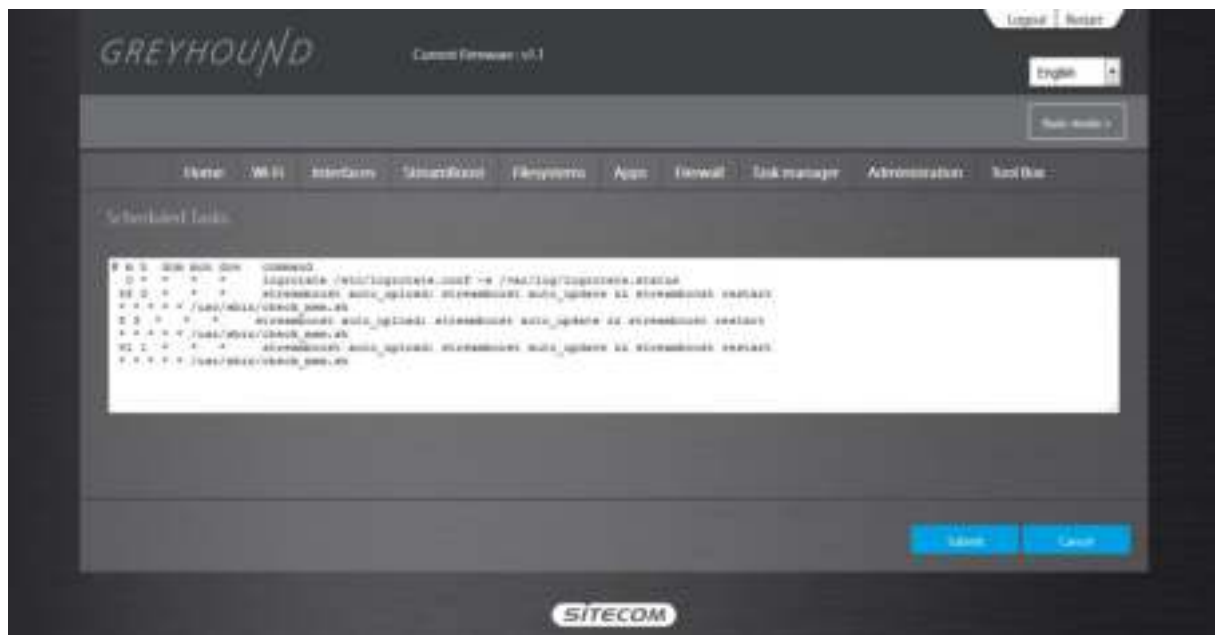 Logout | Restart
GREYHOUND
Current Firmware: v1.1
English
Basic mode >
Home Wi-Fi Interfaces StreamBoost Filesystems Apps Firewall Task manager Administration Tool Box
Scheduled Tasks
# m h dom mon dow command
0 * * * * logrotate /etc/logrotate.conf -s /var/log/logrotate.status
* * * streamboost auto_upload; streamboost auto_update && streamboost restart
* * * * * /usr/sbin/check_mem.sh
* * * streamboost auto_upload; streamboost auto_update && streamboost restart
* * * * * /usr/sbin/check_mem.sh
* * * streamboost auto_upload; streamboost auto_update && streamboost restart
* * * * * /usr/sbin/check_mem.sh
Submit Cancel
SITECOM